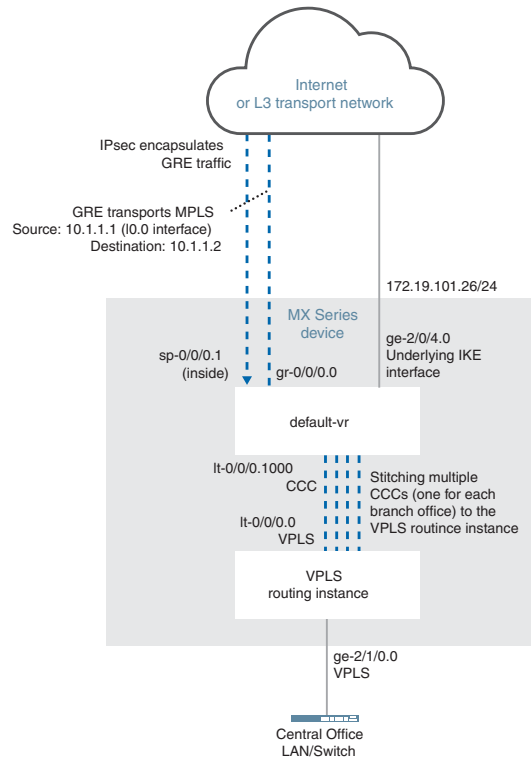 Internet
or L3 transport network
IPsec encapsulates
GRE traffic
GRE transports MPLS
Source: 10.1.1.1 (l0.0 interface)
Destination: 10.1.1.2
172.19.101.26/24
MX Series
device
sp-0/0/0.1
(inside)
gr-0/0/0.0
ge-2/0/4.0
Underlying IKE
interface
default-vr
lt-0/0/0.1000
CCC
Stitching multiple
CCCs (one for each
branch office) to the
VPLS routince instance
lt-0/0/0.0
VPLS
VPLS
routing instance
ge-2/1/0.0
VPLS
Central Office
LAN/Switch